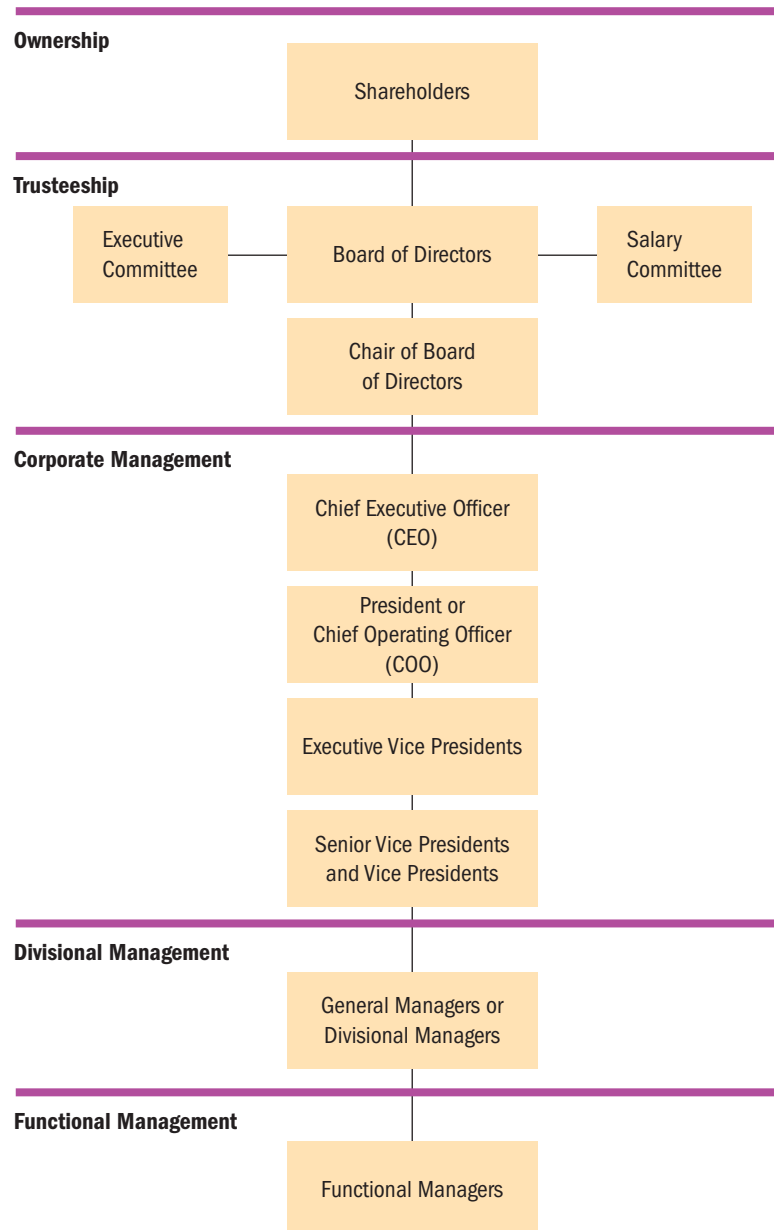 Ownership
Shareholders
Trusteeship
Executive
Committee
Board of Directors
Salary
Committee
Chair of Board
of Directors
Corporate Management
Chief Executive Officer
(CEO)
President or
Chief Operating Officer
(COO)
Executive Vice Presidents
Senior Vice Presidents
and Vice Presidents
Divisional Management
General Managers or
Divisional Managers
Functional Management
Functional Managers